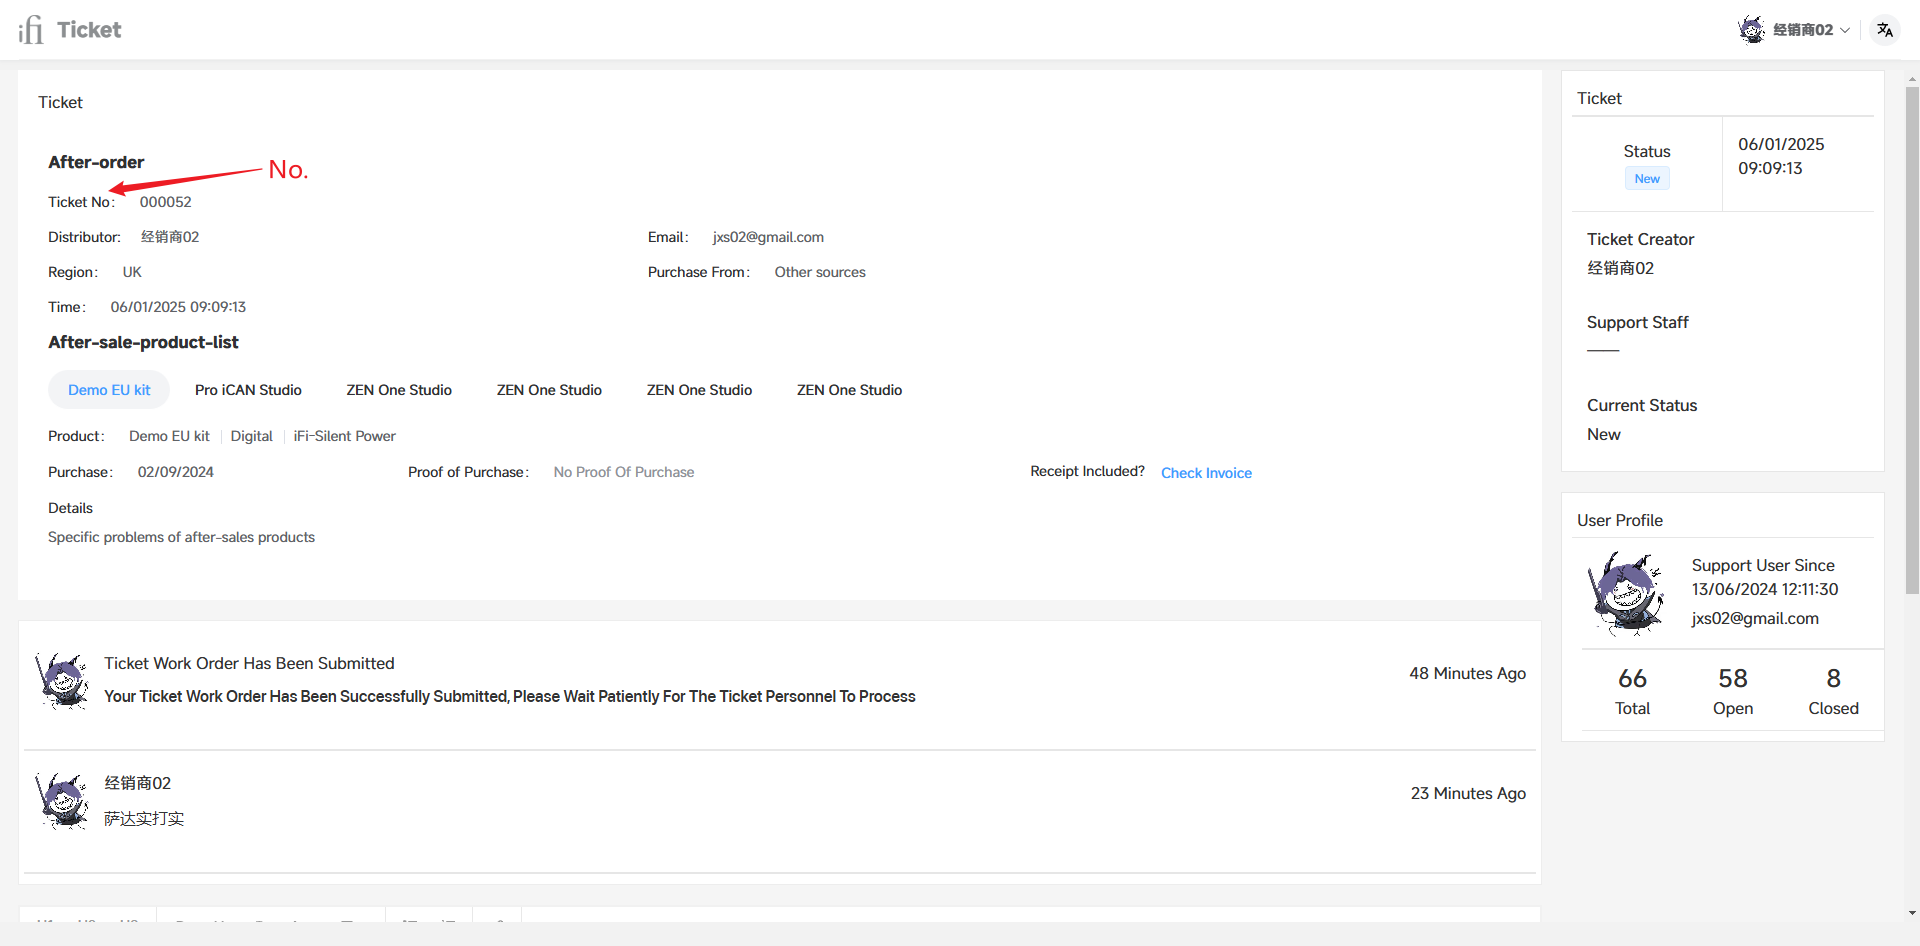 ifi Ticket
经销商02
Ticket
After-order
No.
Ticket No: 000052
Distributor: 经销商02
Email: jxs02@gmail.com
Region: UK
Purchase From: Other sources
Time: 06/01/2025 09:09:13
After-sale-product-list
Demo EU kit Pro iCAN Studio ZEN One Studio ZEN One Studio ZEN One Studio ZEN One Studio
Product: Demo EU kit Digital iFi-Silent Power
Purchase: 02/09/2024 Proof of Purchase: No Proof Of Purchase Receipt Included? Check Invoice
Details
Specific problems of after-sales products
Ticket Work Order Has Been Submitted
48 Minutes Ago
Your Ticket Work Order Has Been Successfully Submitted, Please Wait Patiently For The Ticket Personnel To Process
经销商02
23 Minutes Ago
萨达实打实
Ticket
Status
New
06/01/2025
09:09:13
Ticket Creator
经销商02
Support Staff
——
Current Status
New
User Profile
Support User Since
13/06/2024 12:11:30
jxs02@gmail.com
66 58 8
Total Open Closed